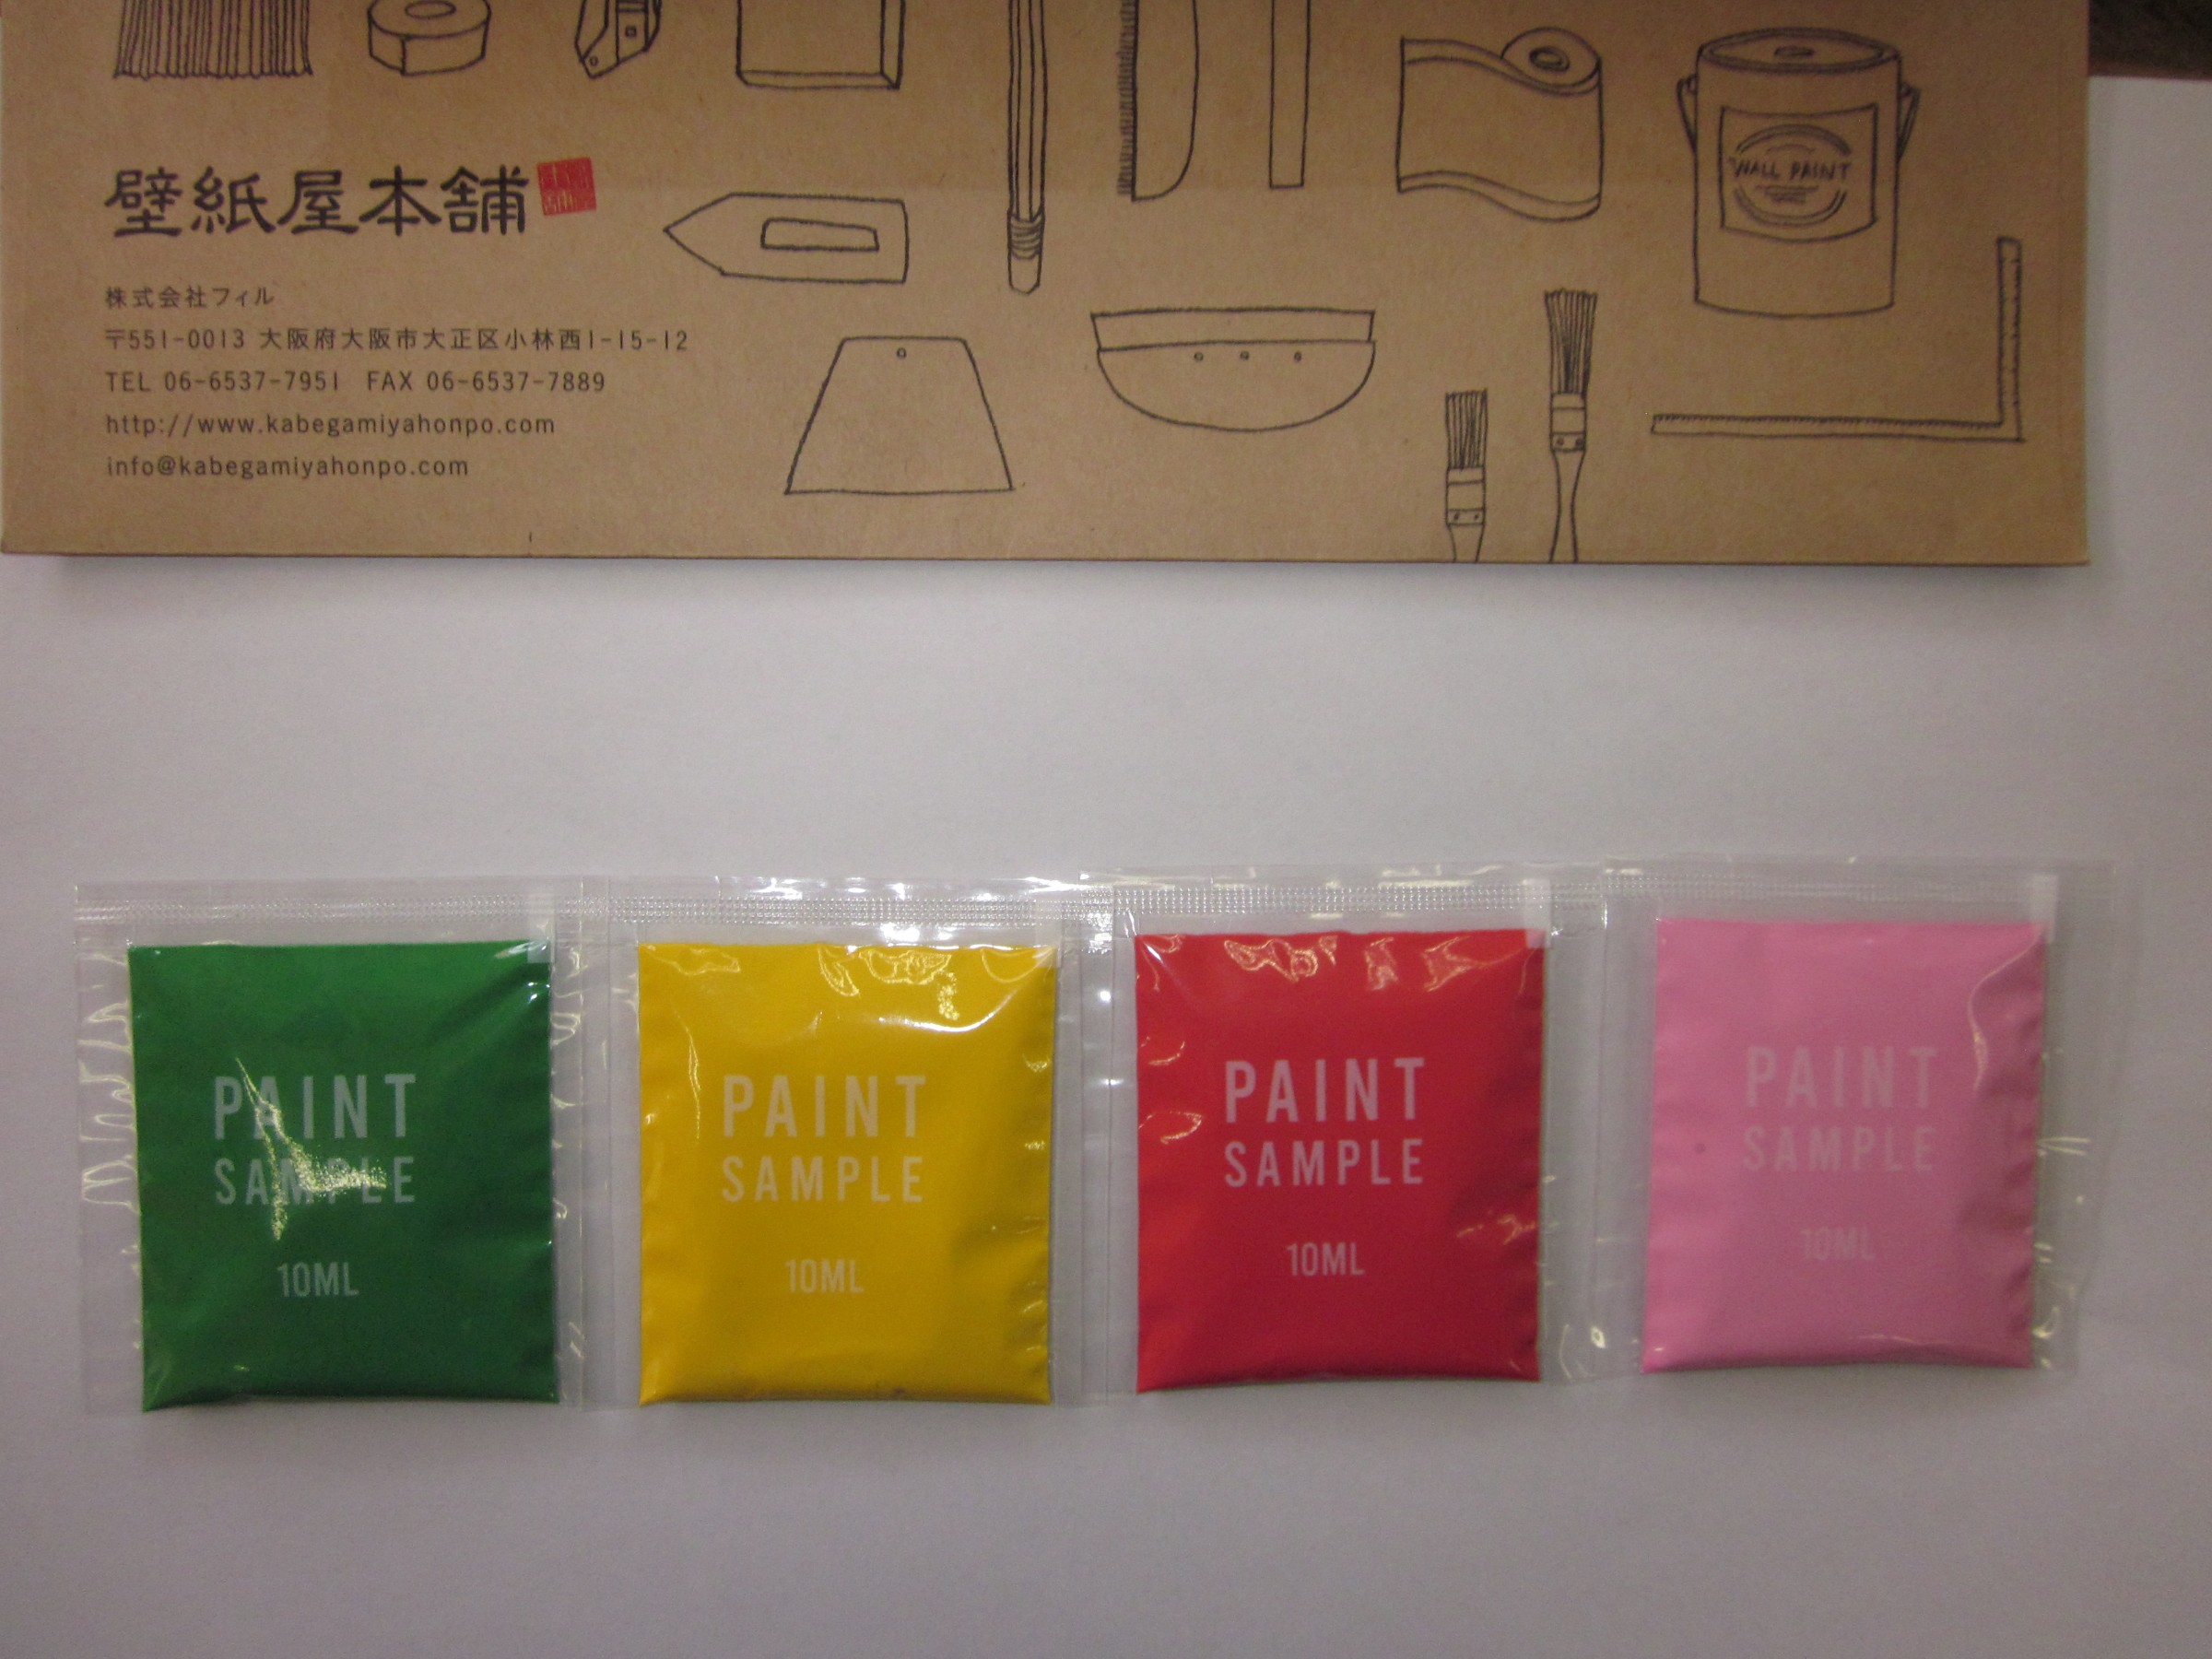 壁紙屋本舗
株式会社フィル
〒551-0013 大阪府大阪市大正区小林西1-15-12
TEL 06-6537-7951 FAX 06-6537-7889
http://www.kabegamiyahonpo.com
info@kabegamiyahonpo.com
WALL PAINT
PAINT
SAMPLE
10ML
PAINT
SAMPLE
10ML
PAINT
SAMPLE
10ML
PAINT
SAMPLE
10ML